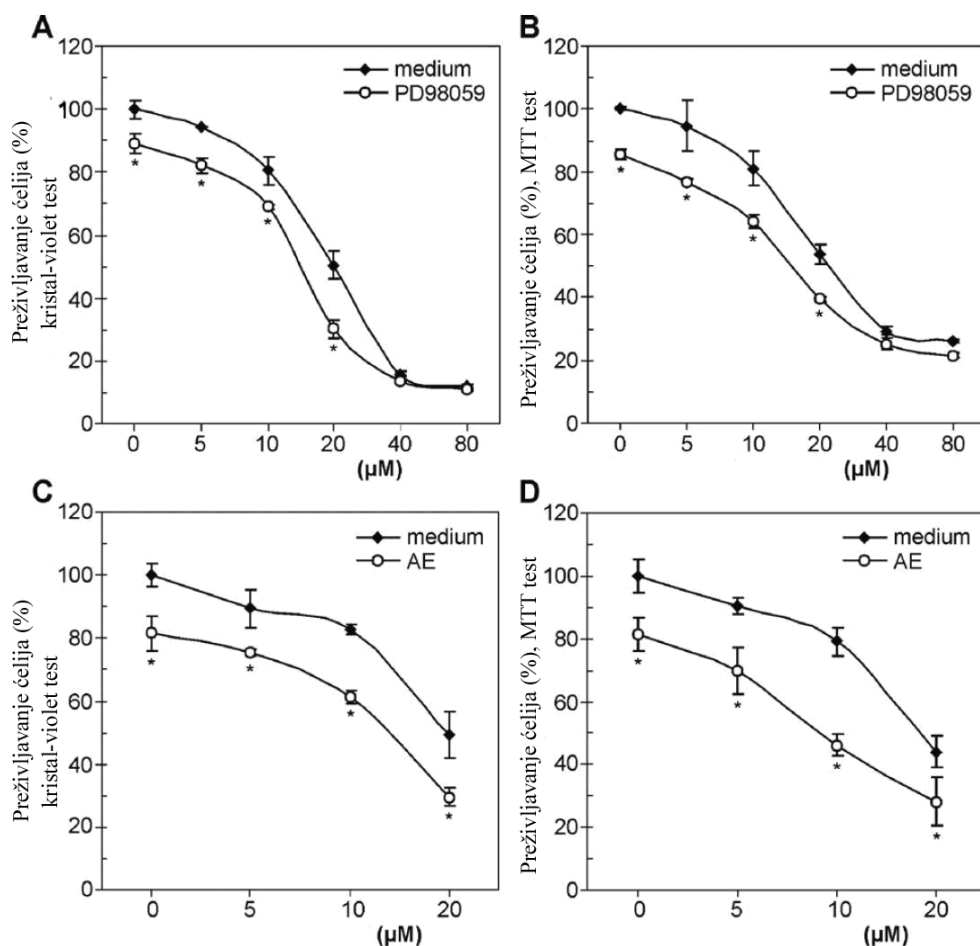 A
120
100
80
60
40
20
0
medium
PD98059
*
*
*
*
0 5 10 20 40 80
(µM)
Preživljavanje ćelija (%)
kristal-violet test
B
120
100
80
60
40
20
0
medium
PD98059
*
*
*
*
0 5 10 20 40 80
(µM)
Preživljavanje ćelija (%), MTT test
C
120
100
80
60
40
20
0
medium
AE
*
*
*
*
0 5 10 20
(µM)
Preživljavanje ćelija (%)
kristal-violet test
D
120
100
80
60
40
20
0
medium
AE
*
*
*
*
0 5 10 20
(µM)
Preživljavanje ćelija (%), MTT test